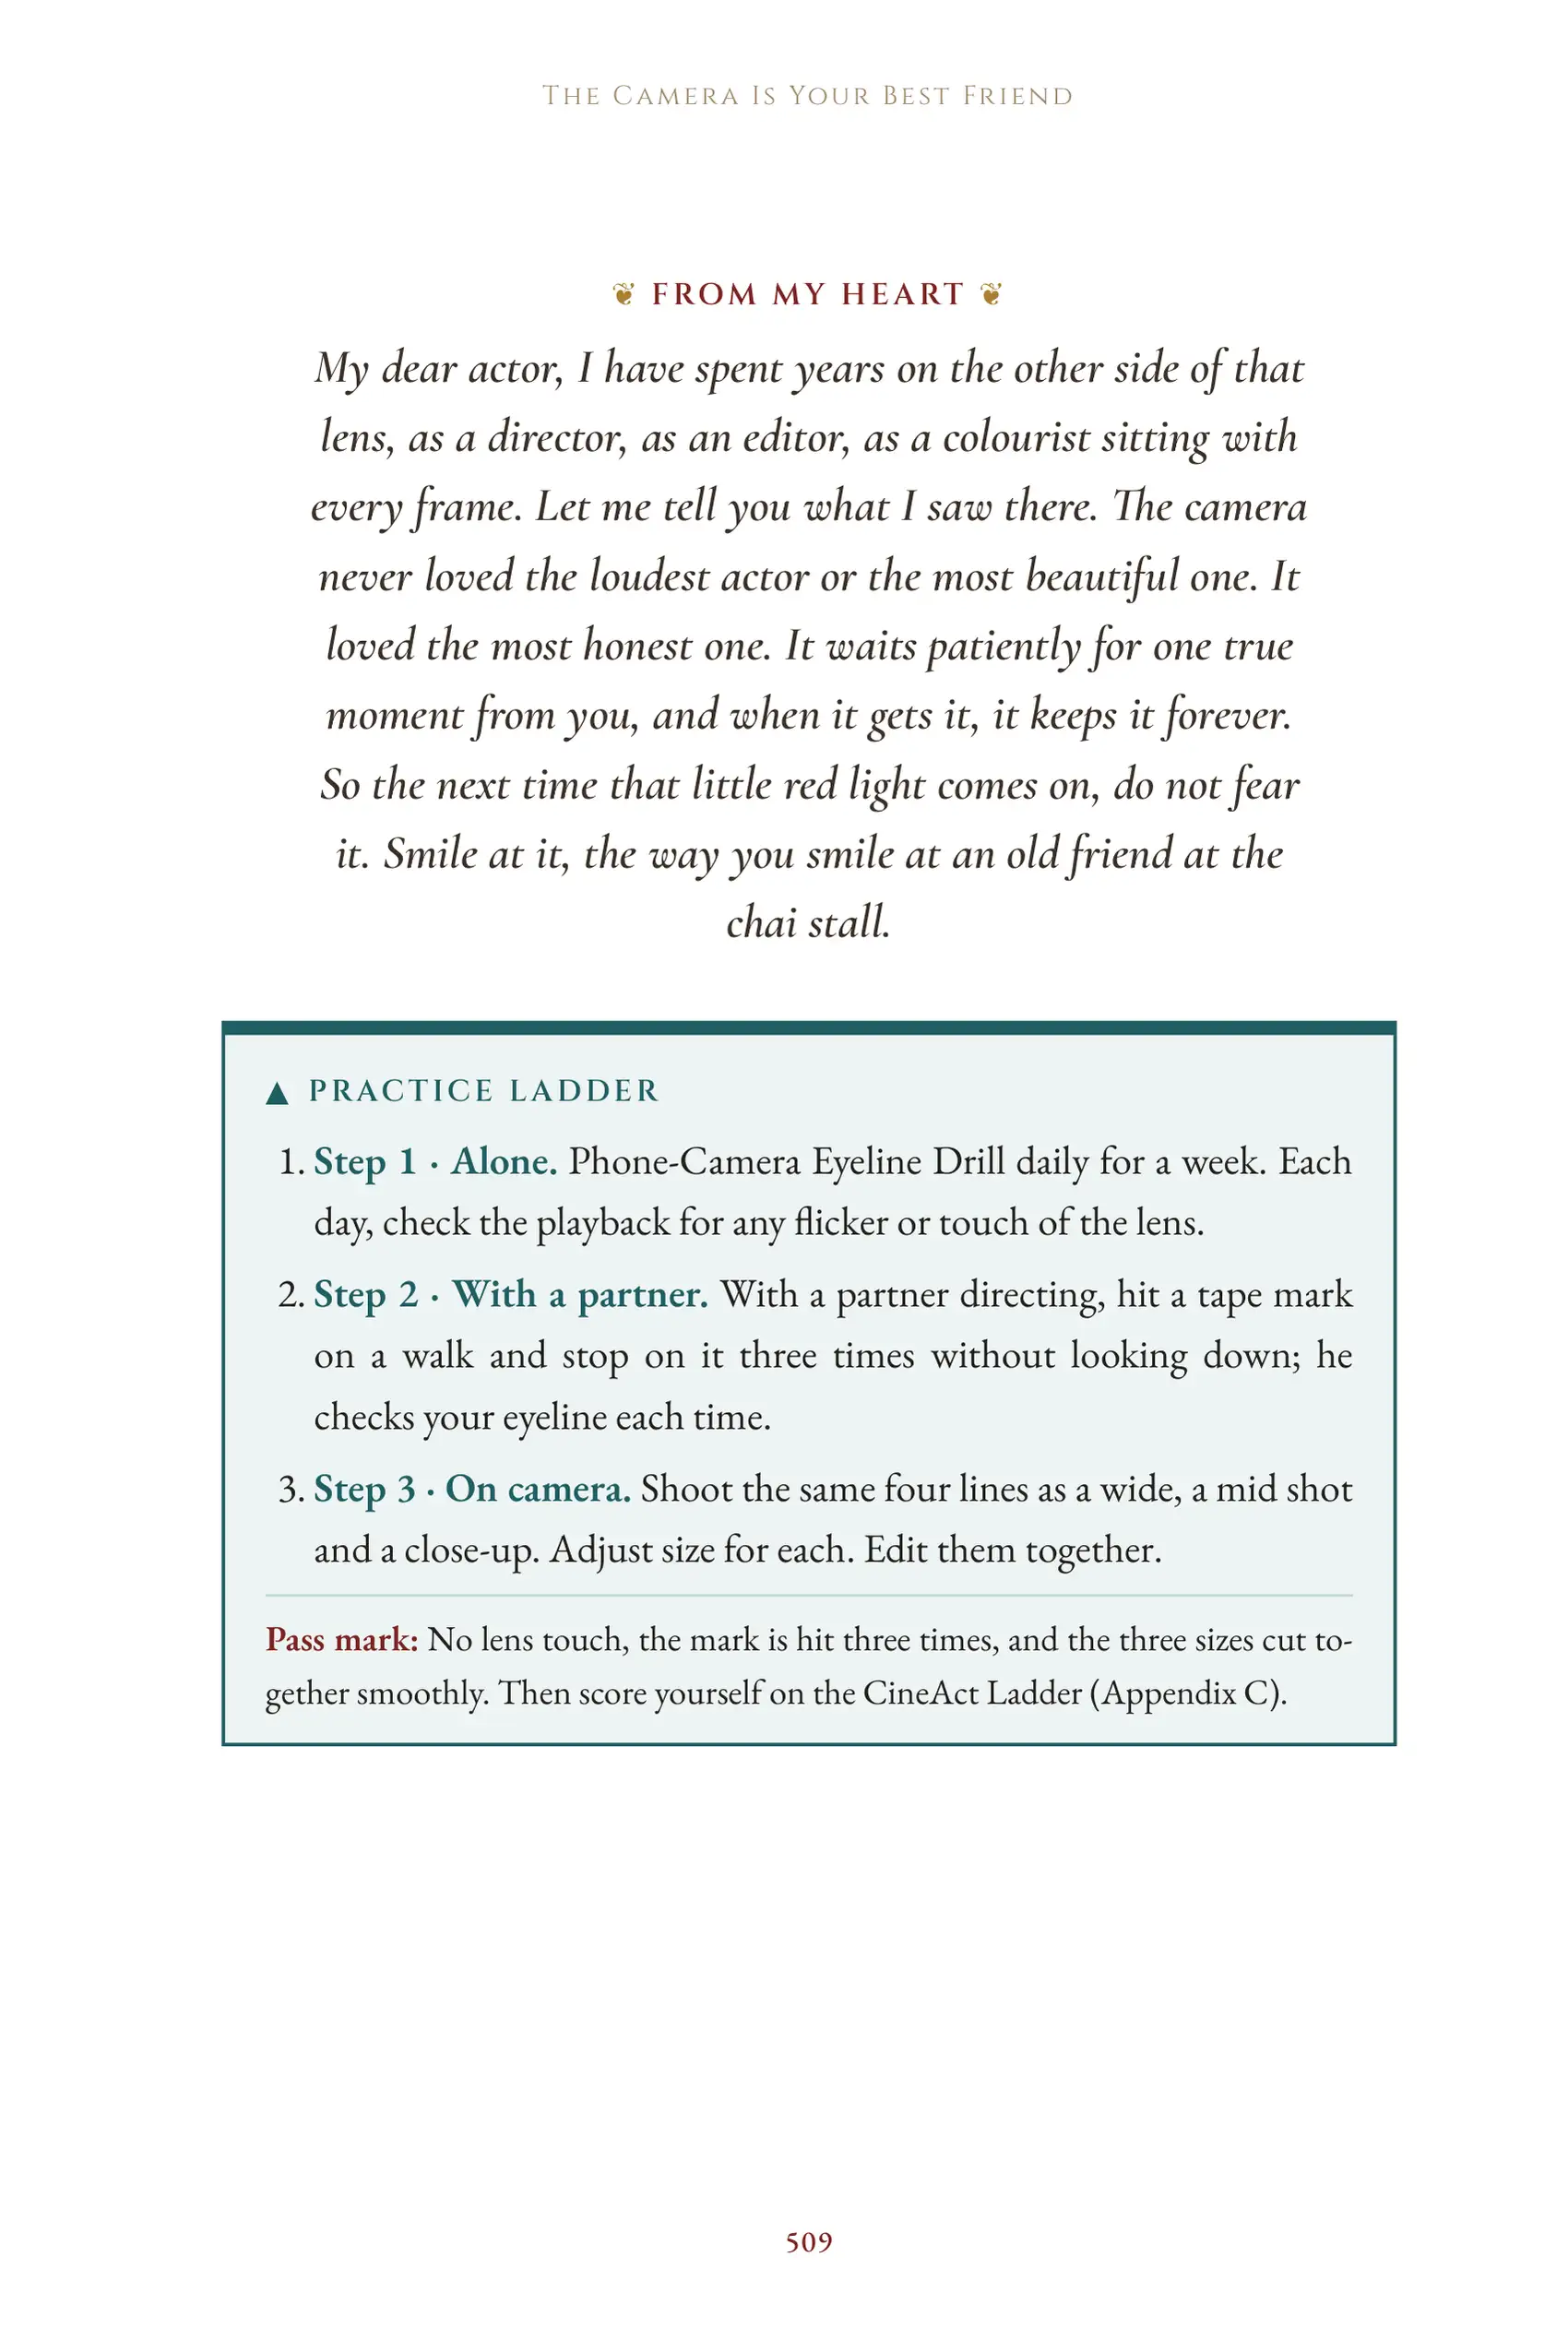 The Camera Is Your Best Friend
❦ FROM MY HEART ❦
My dear actor, I have spent years on the other side of that
lens, as a director, as an editor, as a colourist sitting with
every frame. Let me tell you what I saw there. The camera
never loved the loudest actor or the most beautiful one. It
loved the most honest one. It waits patiently for one true
moment from you, and when it gets it, it keeps it forever.
So the next time that little red light comes on, do not fear
it. Smile at it, the way you smile at an old friend at the
chai stall.
▲ PRACTICE LADDER
1. Step 1 · Alone. Phone-Camera Eyeline Drill daily for a week. Each
day, check the playback for any flicker or touch of the lens.
2. Step 2 · With a partner. With a partner directing, hit a tape mark
on a walk and stop on it three times without looking down; he
checks your eyeline each time.
3. Step 3 · On camera. Shoot the same four lines as a wide, a mid shot
and a close-up. Adjust size for each. Edit them together.
Pass mark: No lens touch, the mark is hit three times, and the three sizes cut to-
gether smoothly. Then score yourself on the CineAct Ladder (Appendix C).
509